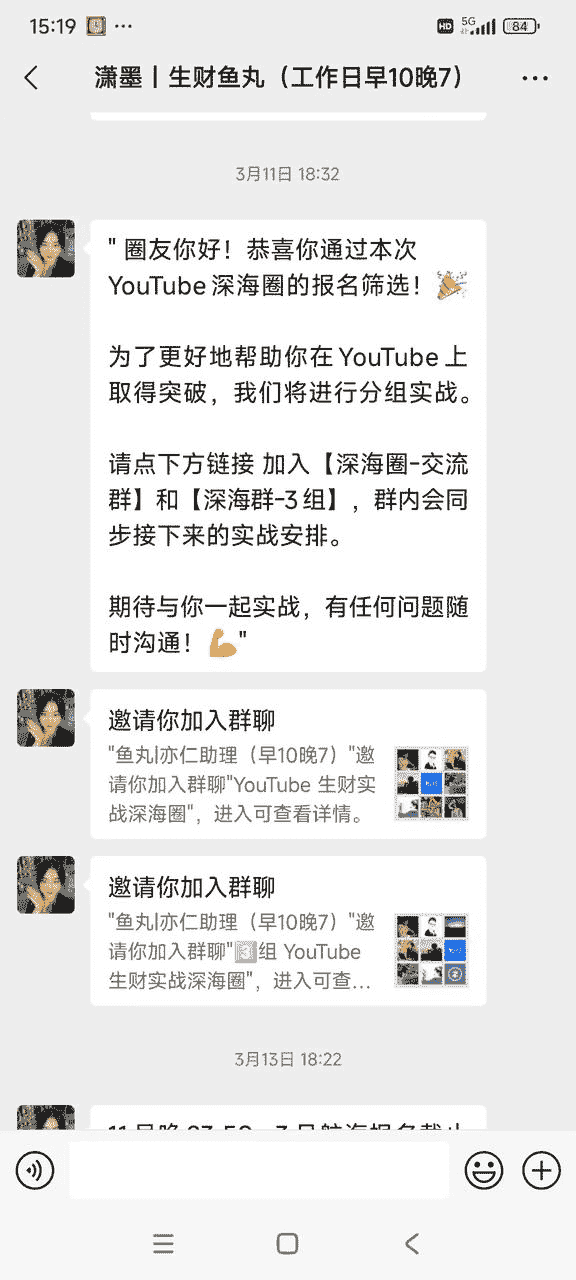 15:19
HD 5G 84
潇墨丨生财鱼丸（工作日早10晚7）
3月11日 18:32
" 圈友你好！恭喜你通过本次
YouTube 深海圈的报名筛选！🎉
为了更好地帮助你在 YouTube 上
取得突破，我们将进行分组实战。
请点下方链接 加入【深海圈-交流
群】和【深海群-3 组】，群内会同
步接下来的实战安排。
期待与你一起实战，有任何问题随
时沟通！💪"
邀请你加入群聊
"鱼丸|亦仁助理（早10晚7）"邀
请你加入群聊"YouTube 生财实
战深海圈"，进入可查看详情。
邀请你加入群聊
"鱼丸|亦仁助理（早10晚7）"邀
请你加入群聊"3️⃣组 YouTube
生财实战深海圈"，进入可查...
3月13日 18:22